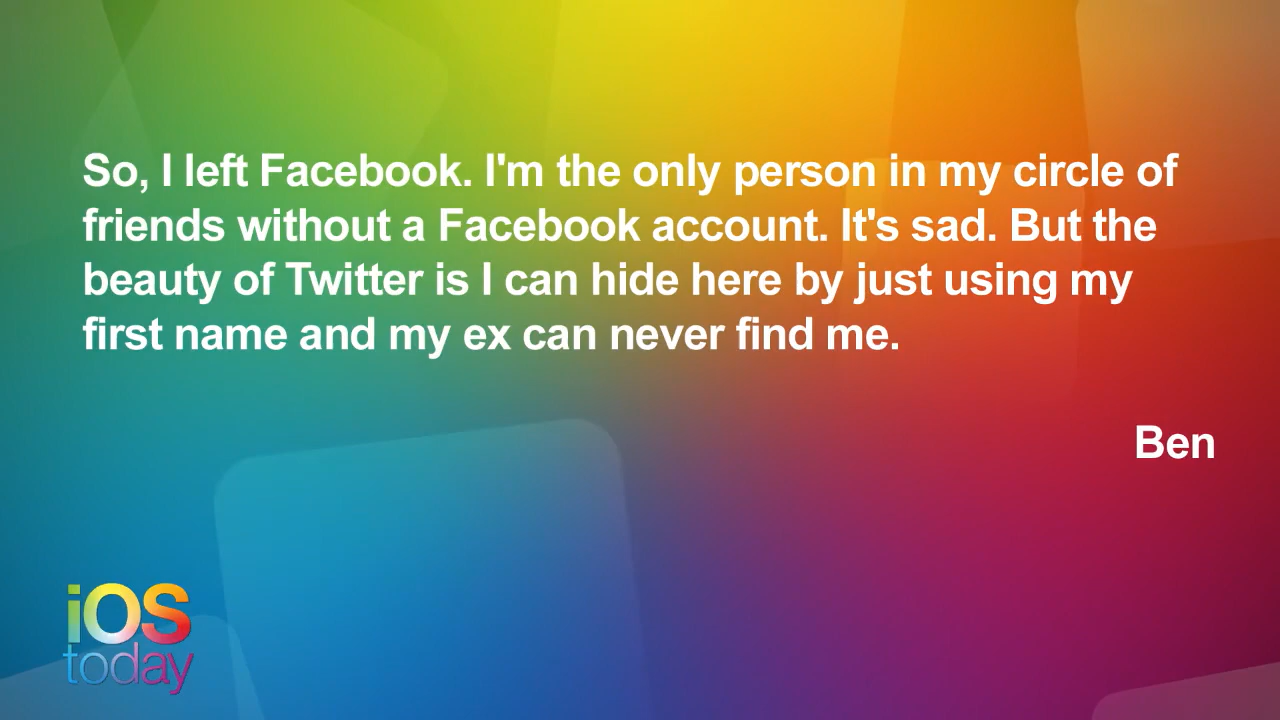 So, I left Facebook. I'm the only person in my circle of
friends without a Facebook account. It's sad. But the
beauty of Twitter is I can hide here by just using my
first name and my ex can never find me.
Ben
iOS
today